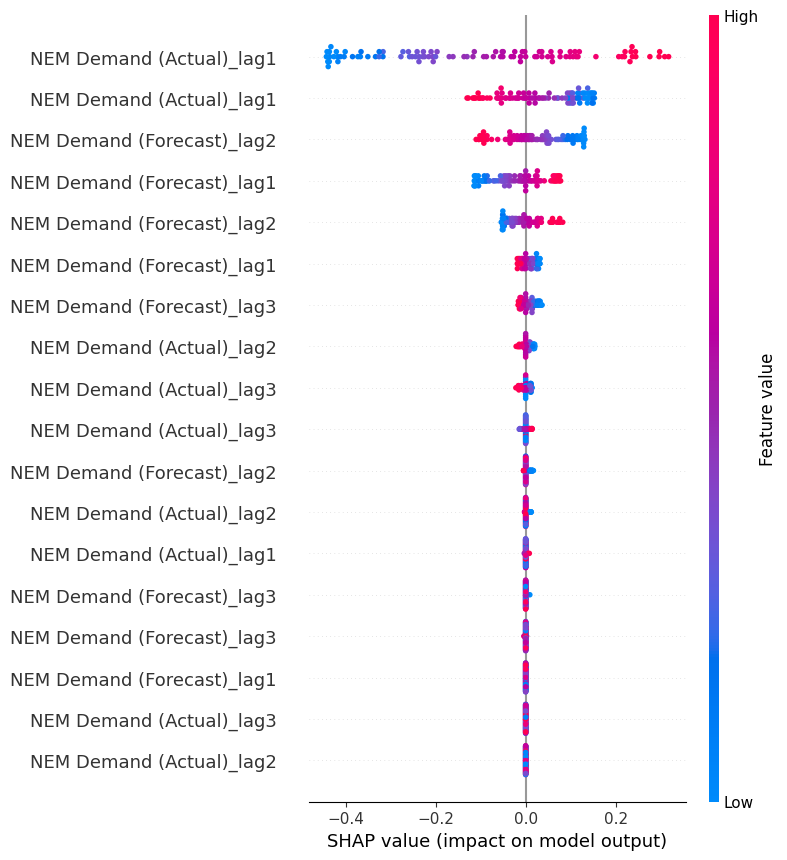 High
NEM Demand (Actual)_lag1
NEM Demand (Actual)_lag1
NEM Demand (Forecast)_lag2
NEM Demand (Forecast)_lag1
NEM Demand (Forecast)_lag2
NEM Demand (Forecast)_lag1
NEM Demand (Forecast)_lag3
NEM Demand (Actual)_lag2
NEM Demand (Actual)_lag3
NEM Demand (Actual)_lag3
NEM Demand (Forecast)_lag2
NEM Demand (Actual)_lag2
NEM Demand (Actual)_lag1
NEM Demand (Forecast)_lag3
NEM Demand (Forecast)_lag3
NEM Demand (Forecast)_lag1
NEM Demand (Actual)_lag3
NEM Demand (Actual)_lag2
Feature value
Low
−0.4 −0.2 0.0 0.2
SHAP value (impact on model output)